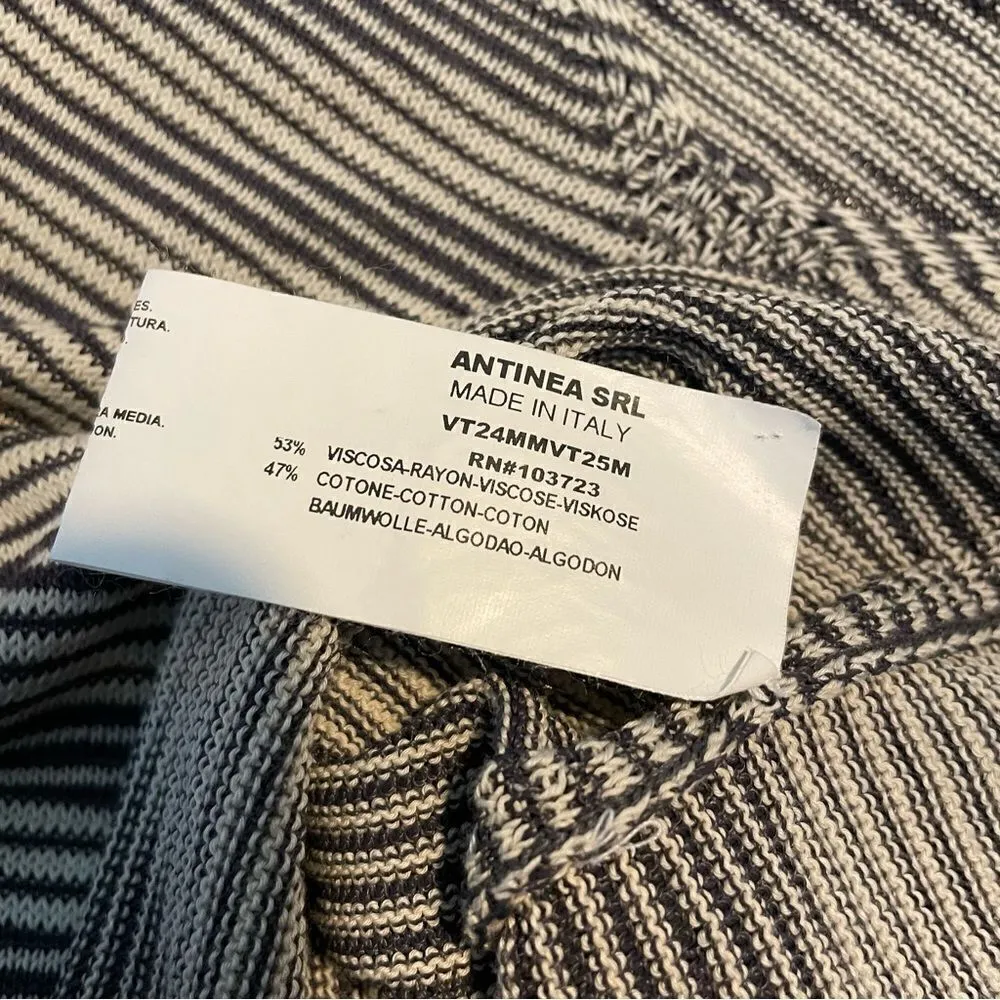 ES.
TURA.
A MEDIA.
ON.
ANTINEA SRL
MADE IN ITALY
VT24MMVT25M
RN#103723
53% VISCOSA-RAYON-VISCOSE-VISKOSE
47% COTONE-COTTON-COTON
BAUMWOLLE-ALGODAO-ALGODON